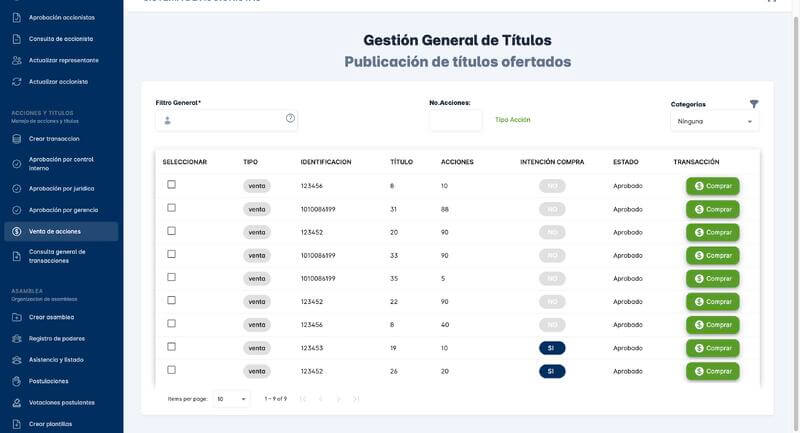 Aprobación accionistas
Consulta de accionista
Actualizar representante
Actualizar accionista
ACCIONES Y TITULOS
Manejo de acciones y titulos
Crear transaccion
Aprobación por control
interno
Aprobación por juridica
Aprobación por gerencia
Venta de acciones
Consulta general de
transacciones
ASAMBLEA
Organizacion de asambleas
Crear asamblea
Registro de poderes
Asistencia y listado
Postulaciones
Votaciones postulantes
Crear planillas
Gestión General de Títulos
Publicación de títulos ofertados
Filtro General*
No.Acciones:
Tipo Acción
Categorías
Ninguna
SELECCIONAR TIPO IDENTIFICACION TÍTULO ACCIONES INTENCIÓN COMPRA ESTADO TRANSACCIÓN
venta 123456 8 10 NO Aprobado Comprar
venta 1010086199 31 88 NO Aprobado Comprar
venta 123452 20 90 NO Aprobado Comprar
venta 1010086199 33 90 NO Aprobado Comprar
venta 1010086199 35 5 NO Aprobado Comprar
venta 123452 22 90 NO Aprobado Comprar
venta 123456 8 40 NO Aprobado Comprar
venta 123453 19 10 SI Aprobado Comprar
venta 123452 26 20 SI Aprobado Comprar
Items per page: 10 1 – 9 of 9